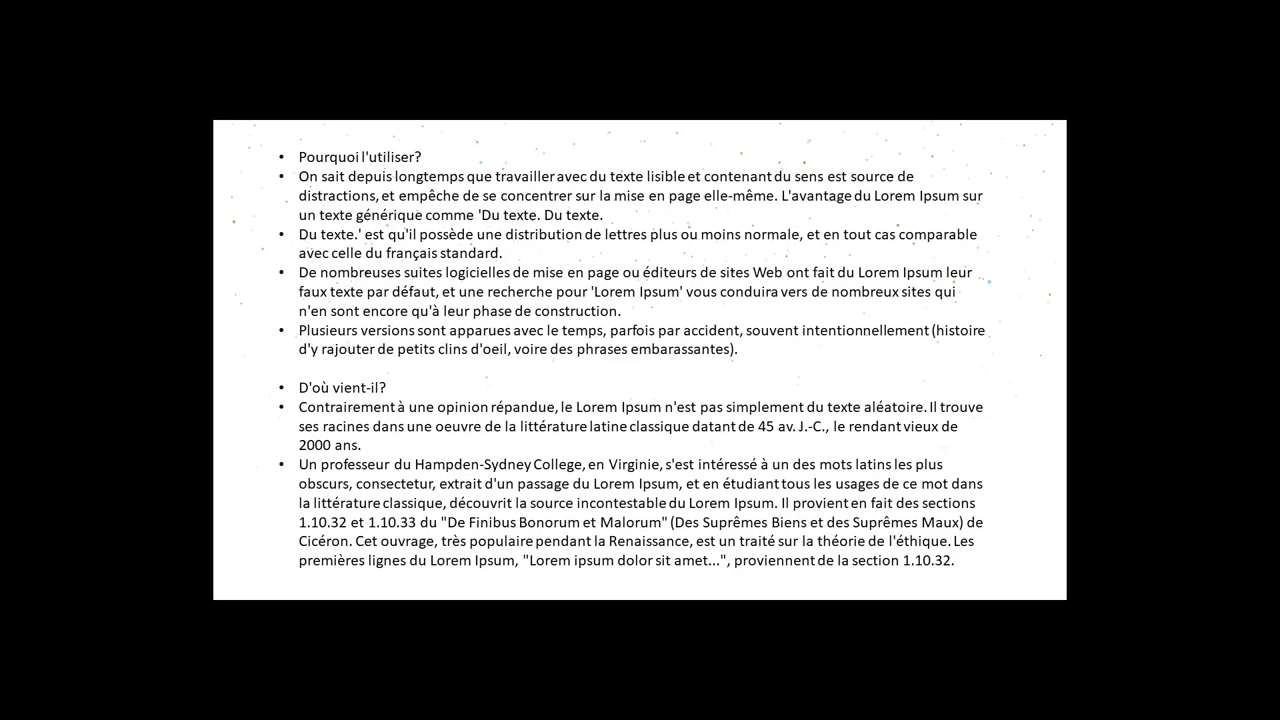 • Pourquoi l'utiliser?
• On sait depuis longtemps que travailler avec du texte lisible et contenant du sens est source de
distractions, et empêche de se concentrer sur la mise en page elle-même. L'avantage du Lorem Ipsum sur
un texte générique comme 'Du texte. Du texte.
• Du texte.' est qu'il possède une distribution de lettres plus ou moins normale, et en tout cas comparable
avec celle du français standard.
• De nombreuses suites logicielles de mise en page ou éditeurs de sites Web ont fait du Lorem Ipsum leur
faux texte par défaut, et une recherche pour 'Lorem Ipsum' vous conduira vers de nombreux sites qui
n'en sont encore qu'à leur phase de construction.
• Plusieurs versions sont apparues avec le temps, parfois par accident, souvent intentionnellement (histoire
d'y rajouter de petits clins d'oeil, voire des phrases embarassantes).
• D'où vient-il?
• Contrairement à une opinion répandue, le Lorem Ipsum n'est pas simplement du texte aléatoire. Il trouve
ses racines dans une oeuvre de la littérature latine classique datant de 45 av. J.-C., le rendant vieux de
2000 ans.
• Un professeur du Hampden-Sydney College, en Virginie, s'est intéressé à un des mots latins les plus
obscurs, consectetur, extrait d'un passage du Lorem Ipsum, et en étudiant tous les usages de ce mot dans
la littérature classique, découvrit la source incontestable du Lorem Ipsum. Il provient en fait des sections
1.10.32 et 1.10.33 du "De Finibus Bonorum et Malorum" (Des Suprêmes Biens et des Suprêmes Maux) de
Cicéron. Cet ouvrage, très populaire pendant la Renaissance, est un traité sur la théorie de l'éthique. Les
premières lignes du Lorem Ipsum, "Lorem ipsum dolor sit amet...", proviennent de la section 1.10.32.